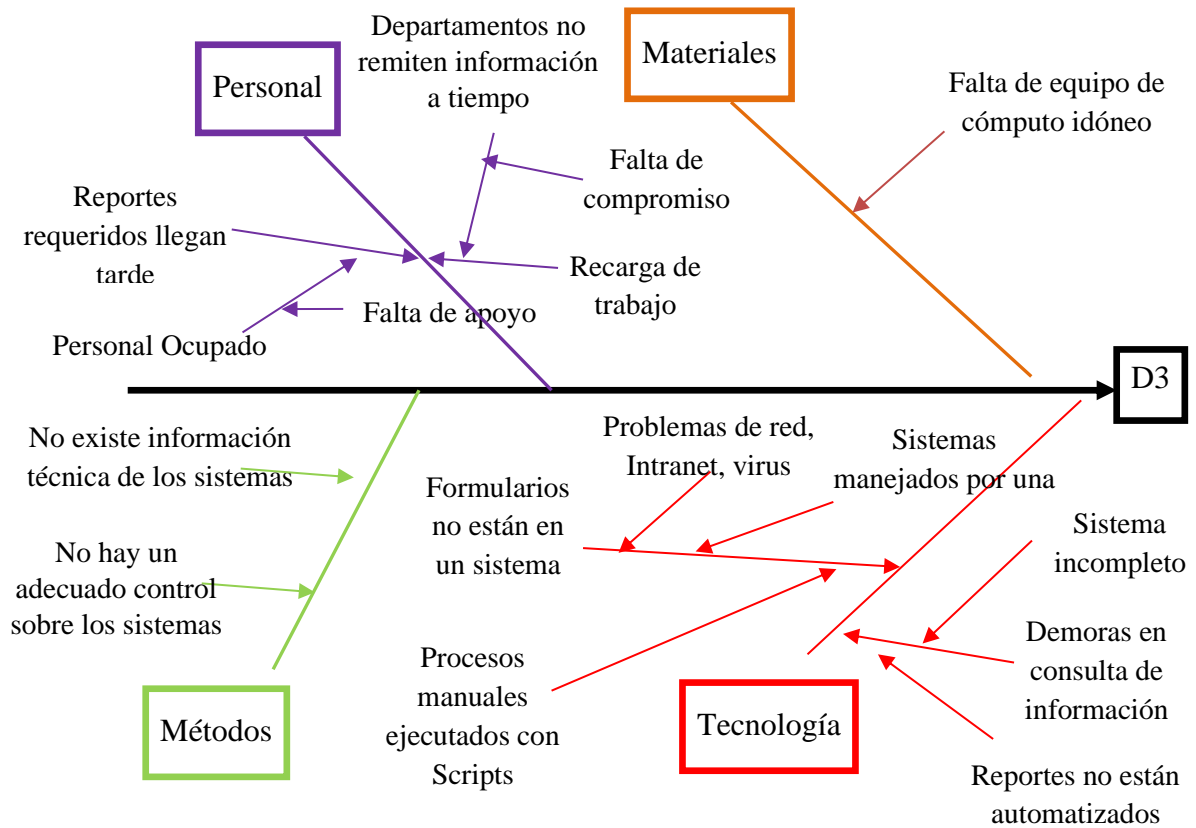 Personal
Departamentos no
remiten información
a tiempo
Materiales
Falta de equipo de
cómputo idóneo
Falta de
compromiso
Reportes
requeridos llegan
tarde
Recarga de
trabajo
Falta de apoyo
Personal Ocupado
D3
No existe información
técnica de los sistemas
No hay un
adecuado control
sobre los sistemas
Métodos
Problemas de red,
Intranet, virus
Sistemas
manejados por una
Formularios
no están en
un sistema
Sistema
incompleto
Procesos
manuales
ejecutados con
Scripts
Demoras en
consulta de
información
Tecnología
Reportes no están
automatizados